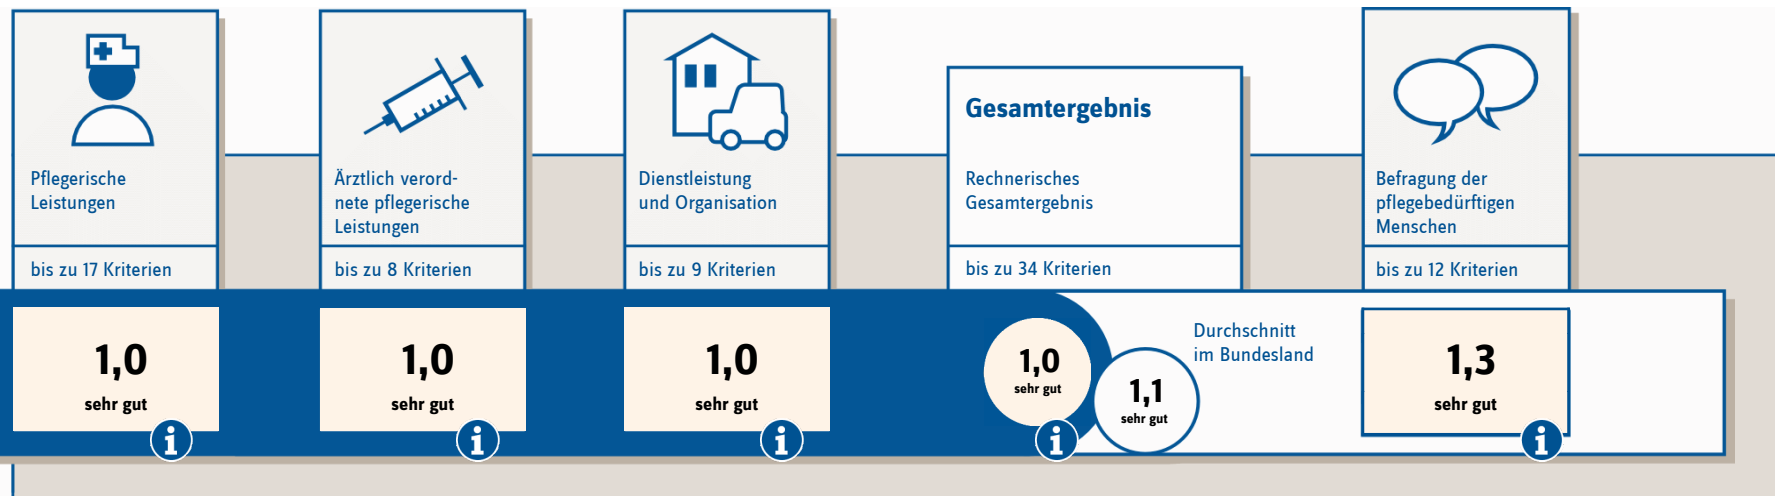 Pflegerische
Leistungen
bis zu 17 Kriterien
1,0
sehr gut
i
Ärztlich verord-
nete pflegerische
Leistungen
bis zu 8 Kriterien
1,0
sehr gut
i
Dienstleistung
und Organisation
bis zu 9 Kriterien
1,0
sehr gut
i
Gesamtergebnis
Rechnerisches
Gesamtergebnis
bis zu 34 Kriterien
1,0
sehr gut
i
1,1
sehr gut
Durchschnitt
im Bundesland
Befragung der
pflegebedürftigen
Menschen
bis zu 12 Kriterien
1,3
sehr gut
i